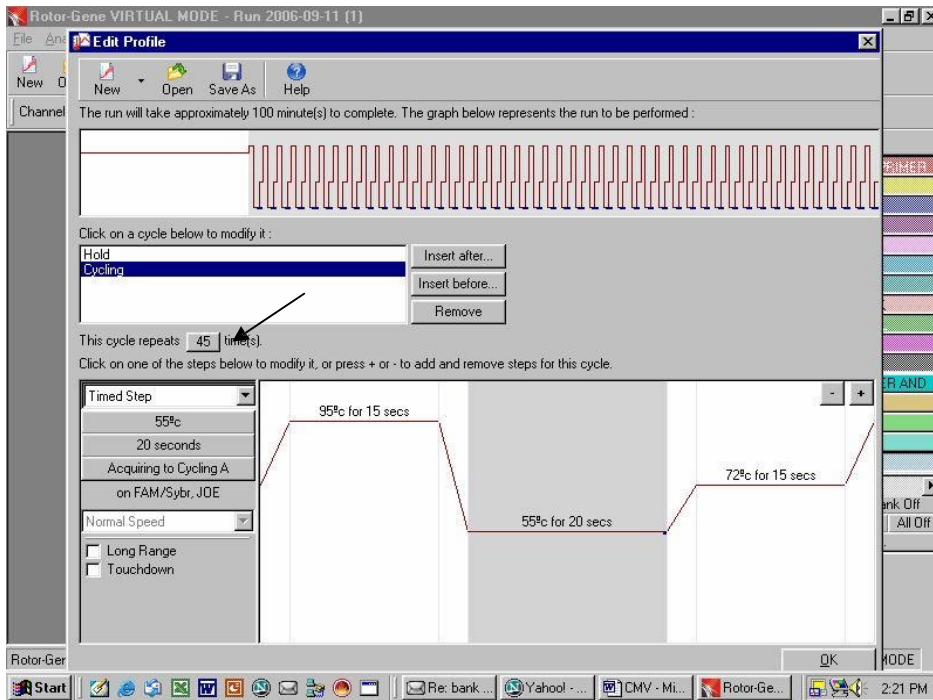 Rotor-Gene VIRTUAL MODE - Run 2006-09-11 (1)
File Ana
Edit Profile
New
New Open Save As Help
Channel
The run will take approximately 100 minute(s) to complete. The graph below represents the run to be performed :
Click on a cycle below to modify it :
Hold
Cycling
Insert after...
Insert before...
Remove
This cycle repeats 45 time(s).
Click on one of the steps below to modify it, or press + or - to add and remove steps for this cycle.
Timed Step
- +
55ºc
95ºc for 15 secs
20 seconds
Acquiring to Cycling A
72ºc for 15 secs
on FAM/Sybr, JOE
Normal Speed
55ºc for 20 secs
Long Range
Touchdown
ER AND
ank Off
All Off
OK
Rotor-Ger
MODE
Start
Re: bank ... Yahoo! - ... CMV - Mi... Rotor-Ge... 2:21 PM